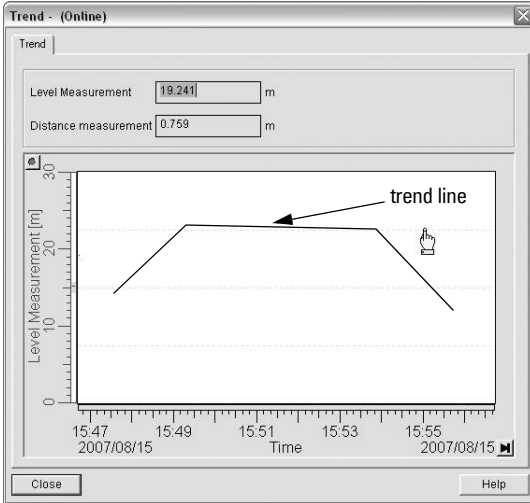 Trend - (Online)
Trend
Level Measurement 19.241 m
Distance measurement 0.759 m
30
trend line
Level Measurement [m]
20
10
0
15:47 15:49 15:51 15:53 15:55
2007/08/15 Time 2007/08/15
Close Help